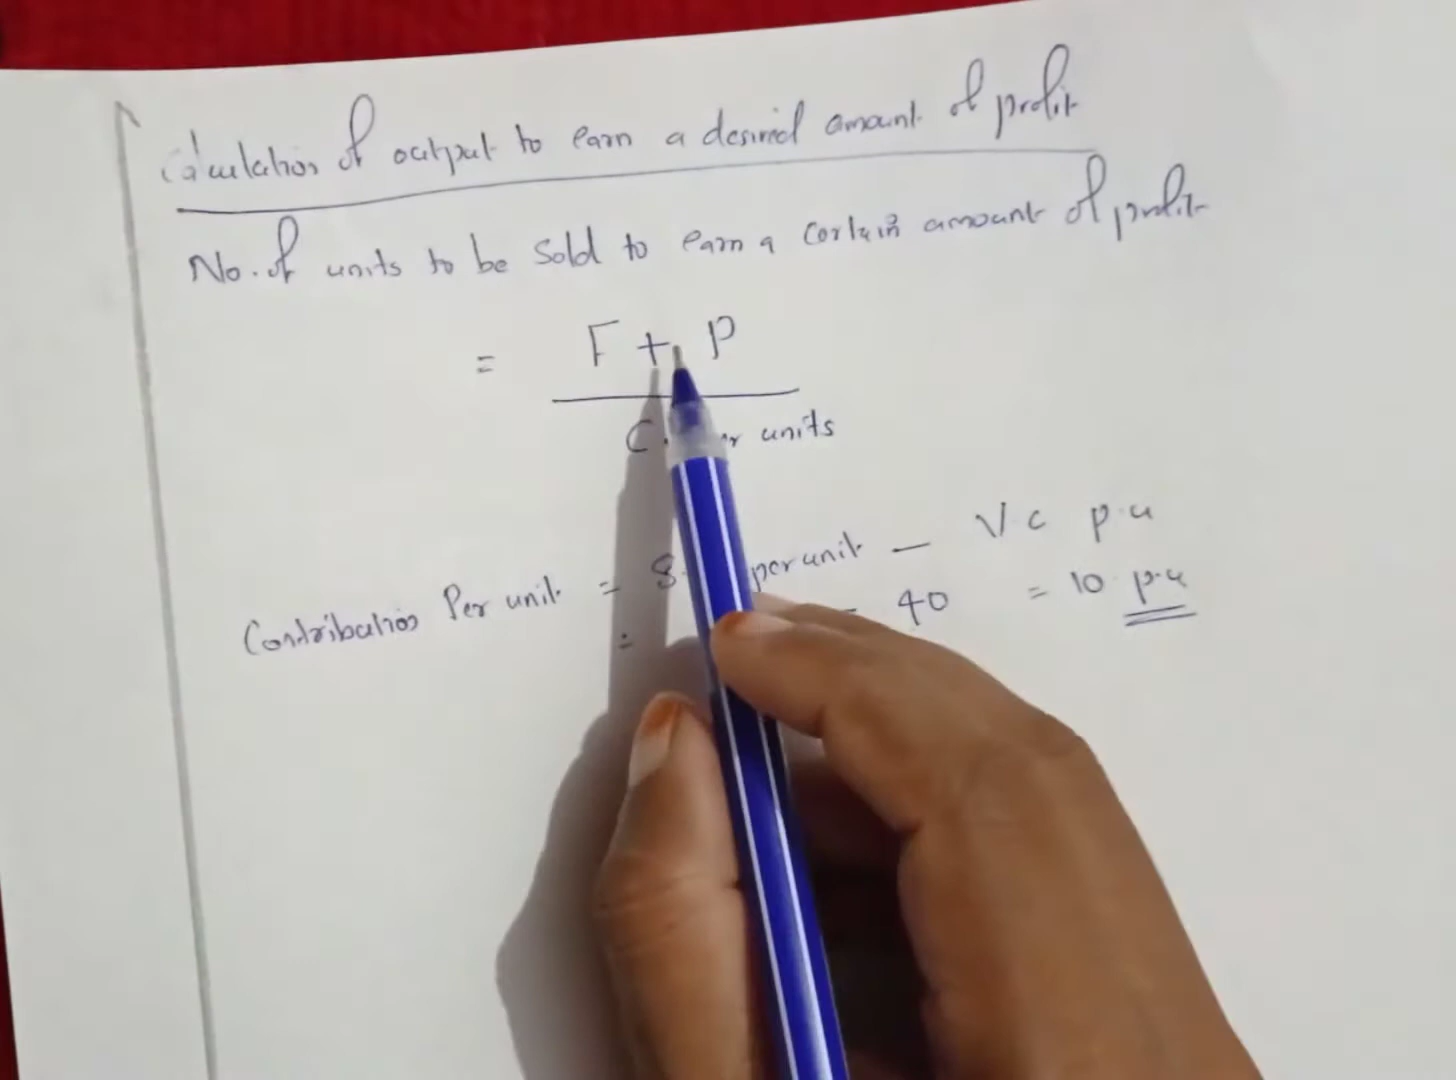 Calculation of output to earn a desired amount of profit
No. of units to be sold to earn a certain amount of profit
= F + P
C. units
Contribution Per unit = S. per unit - V.c p.u
= - 40 = 10 p.u